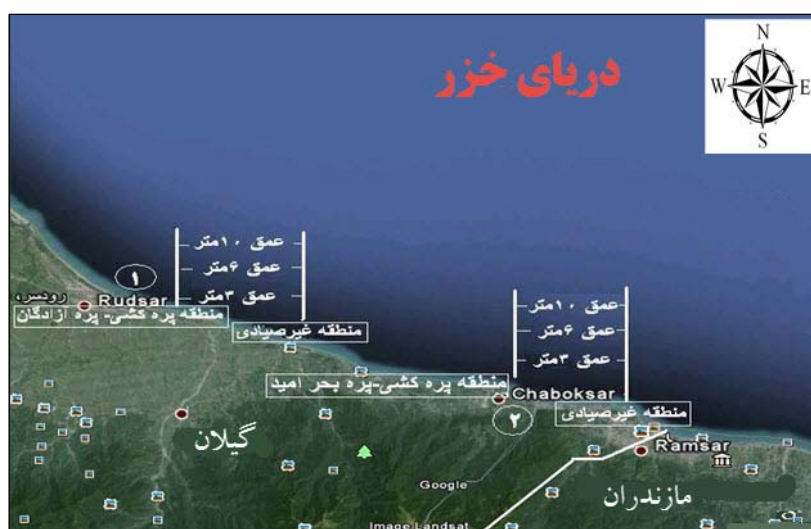 N
W E
S
دریای خزر
۱
عمق ۱۰متر
عمق ۶متر
عمق ۳متر
رودسر،
Rudsar
منطقه پره کشی- پره آزادگان
منطقه غیرصیادی
عمق ۱۰متر
عمق ۶متر
عمق ۳متر
منطقه پره کشی-پره بحر امید
Chaboksar
۲
منطقه غیرصیادی
Ramsar
گیلان
مازندران
Google
Image Landsat